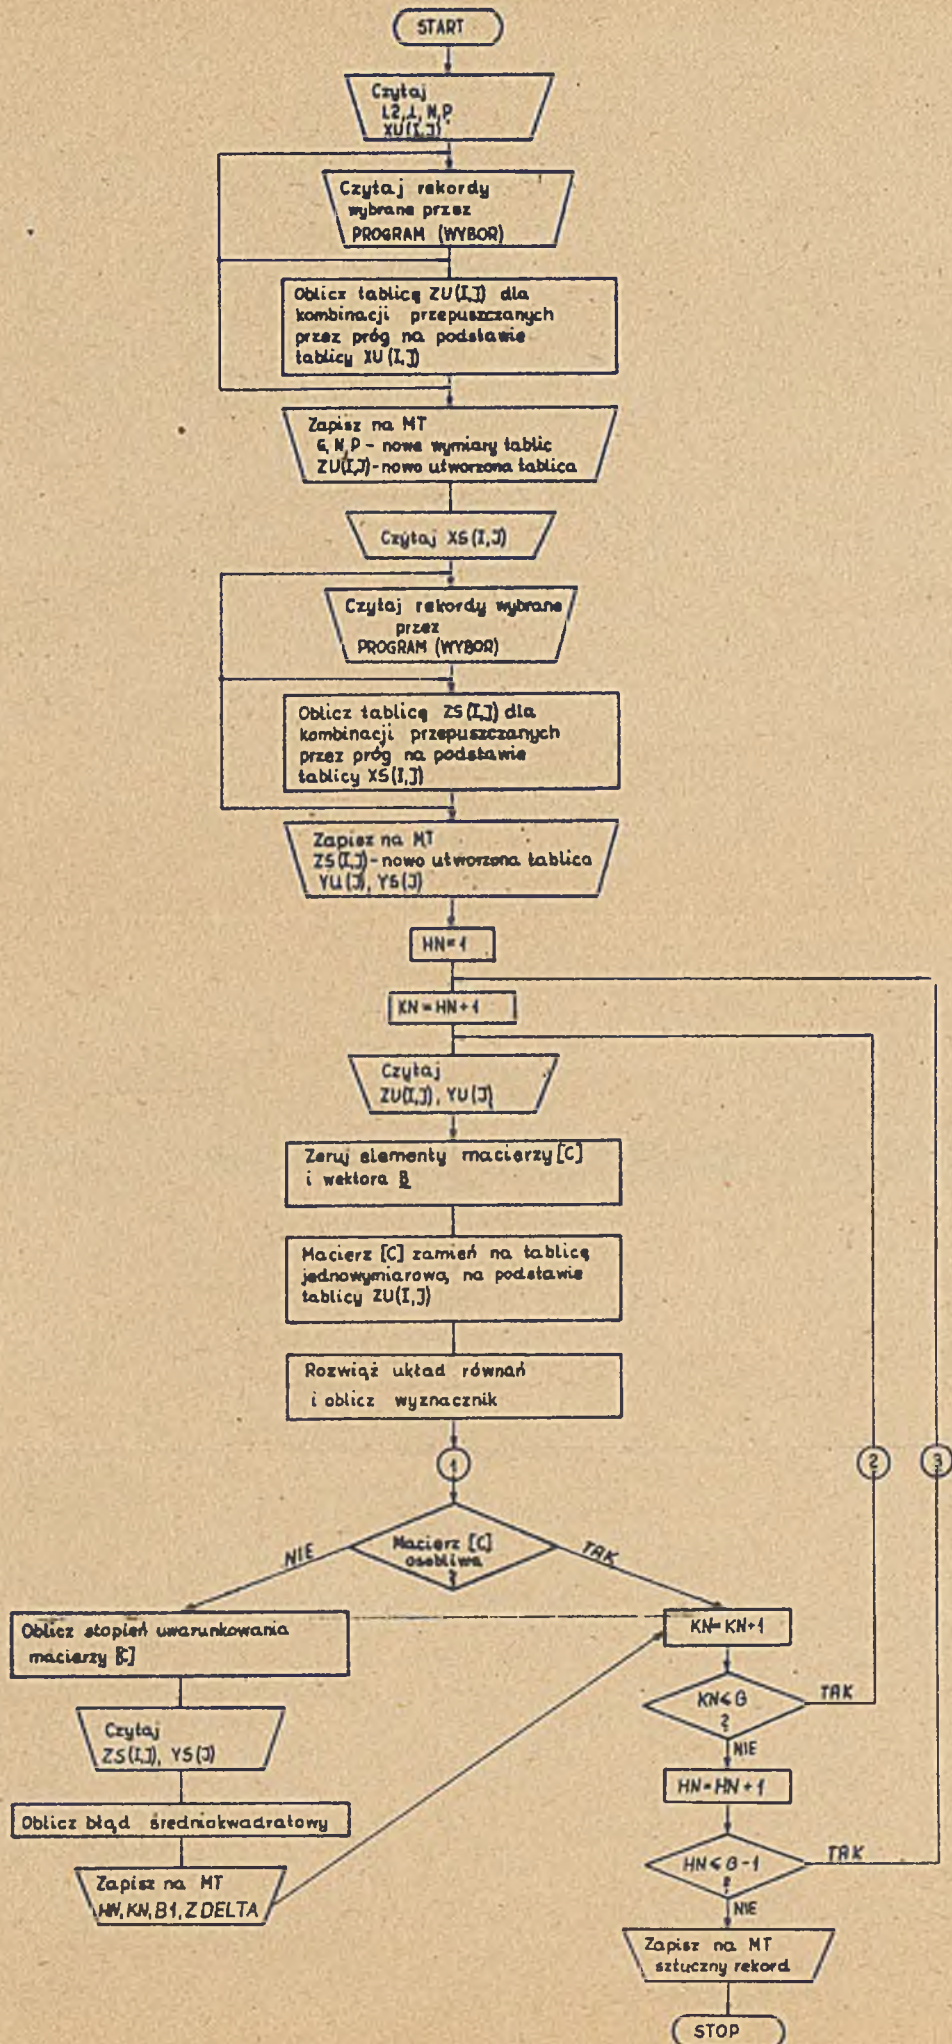 START
Czytaj
L2, L, N, P
XU(I,J)
Czytaj rekordy
wybrane przez
PROGRAM (WYBOR)
Oblicz tablicę ZU(I,J) dla
kombinacji przepuszczanych
przez próg na podstawie
tablicy XU(I,J)
Zapisz na MT
G, N, P - nowe wymiary tablic
ZU(I,J) - nowo utworzona tablica
Czytaj XS(I,J)
Czytaj rekordy wybrane
przez
PROGRAM (WYBOR)
Oblicz tablicę ZS(I,J) dla
kombinacji przepuszczanych
przez próg na podstawie
tablicy XS(I,J)
Zapisz na MT
ZS(I,J) - nowo utworzona tablica
YU(J), YS(J)
HN=1
KN=HN+1
Czytaj
ZU(I,J), YU(J)
Zeruj elementy macierzy [C]
i wektora B
Macierz [C] zamień na tablicę
jednowymiarową, na podstawie
tablicy ZU(I,J)
Rozwiąż układ równań
i oblicz wyznacznik
1
2
3
Macierz [C]
osobliwa
?
NIE
TAK
Oblicz stopień uwarunkowania
macierzy [C]
Czytaj
ZS(I,J), YS(J)
Oblicz błąd średniokwadratowy
Zapisz na MT
HN, KN, B1, Z DELTA
KN=KN+1
KN≤G
?
TAK
NIE
HN=HN+1
HN≤G-1
?
TAK
NIE
Zapisz na MT
sztuczny rekord
STOP